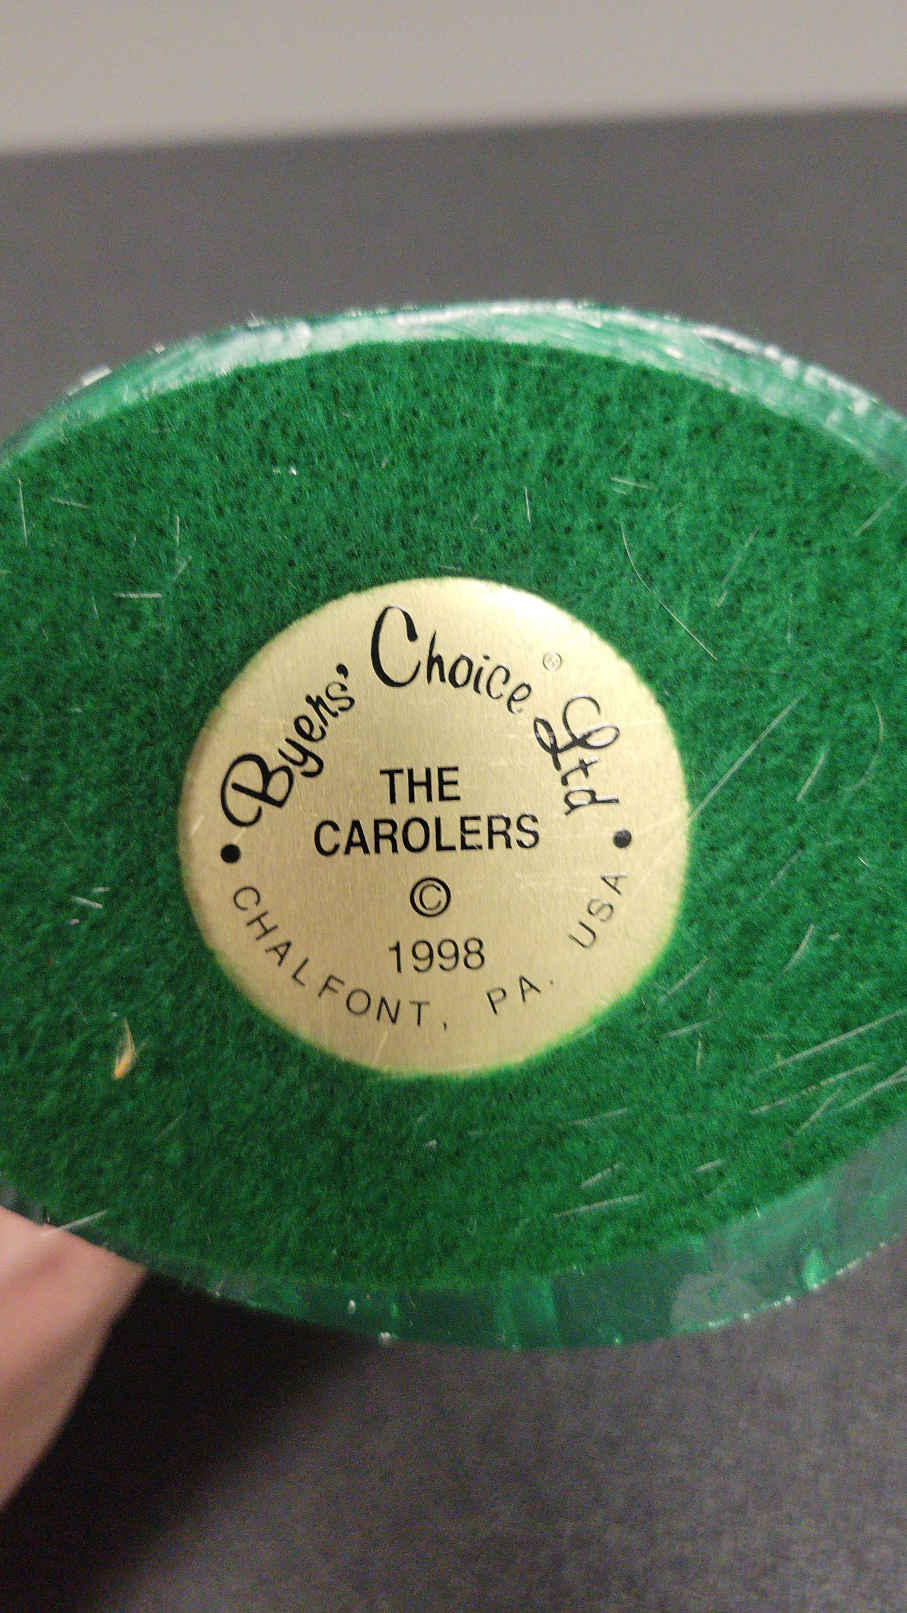 Byers' Choice® Ltd
THE
CAROLERS
©
1998
CHALFONT, PA. USA